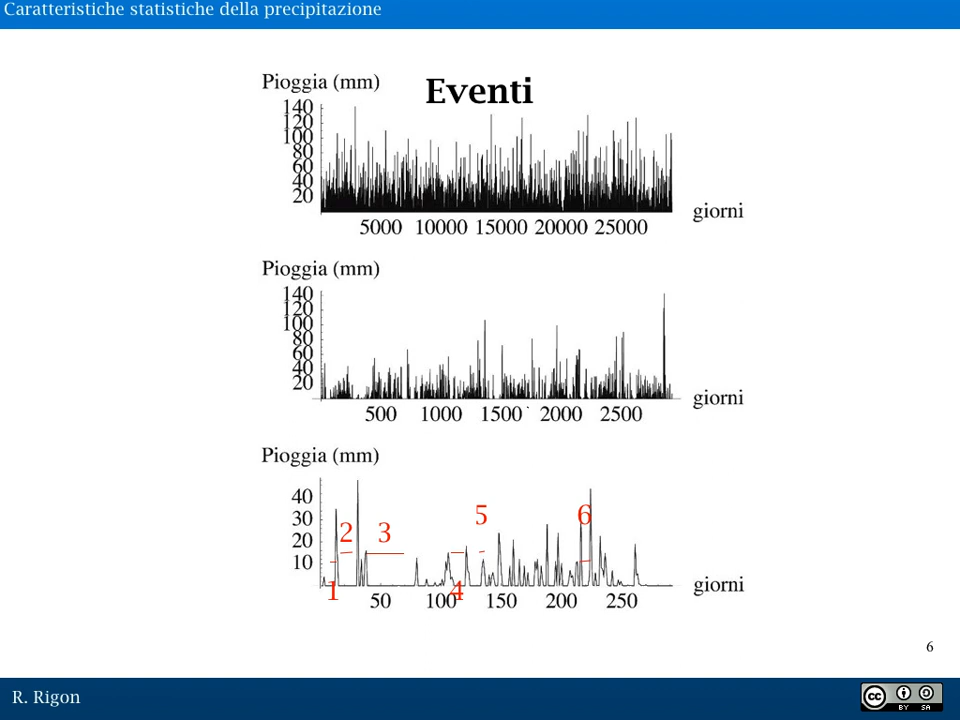 Caratteristiche statistiche della precipitazione
Eventi
Pioggia (mm)
140
120
100
80
60
40
20
giorni
5000 10000 15000 20000 25000
Pioggia (mm)
140
120
100
80
60
40
20
giorni
500 1000 1500 2000 2500
Pioggia (mm)
40
30
20
10
5 6
2 3
1 4
giorni
50 100 150 200 250
6
R. Rigon
cc BY SA